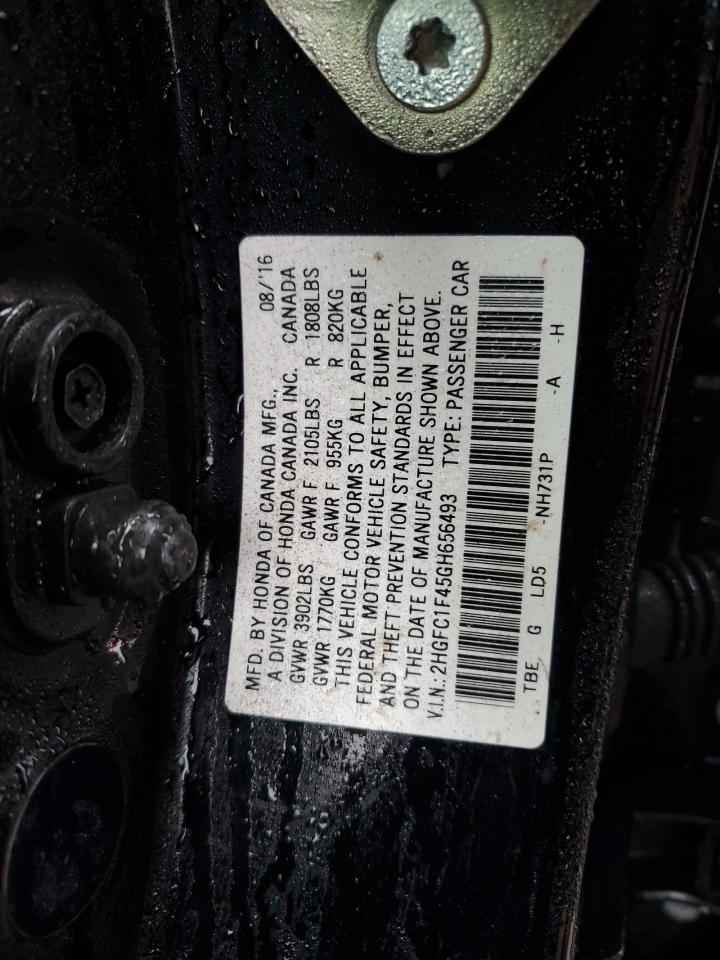 MFD. BY HONDA OF CANADA MFG., 08/'16
A DIVISION OF HONDA CANADA INC. CANADA
GVWR 3902LBS GAWR F 2105LBS R 1808LBS
GVWR 1770KG GAWR F 955KG R 820KG
THIS VEHICLE CONFORMS TO ALL APPLICABLE
FEDERAL MOTOR VEHICLE SAFETY, BUMPER,
AND THEFT PREVENTION STANDARDS IN EFFECT
ON THE DATE OF MANUFACTURE SHOWN ABOVE.
V.I.N.: 2HGFC1F45GH656493 TYPE: PASSENGER CAR
TBE G LD5 -NH731P -A -H